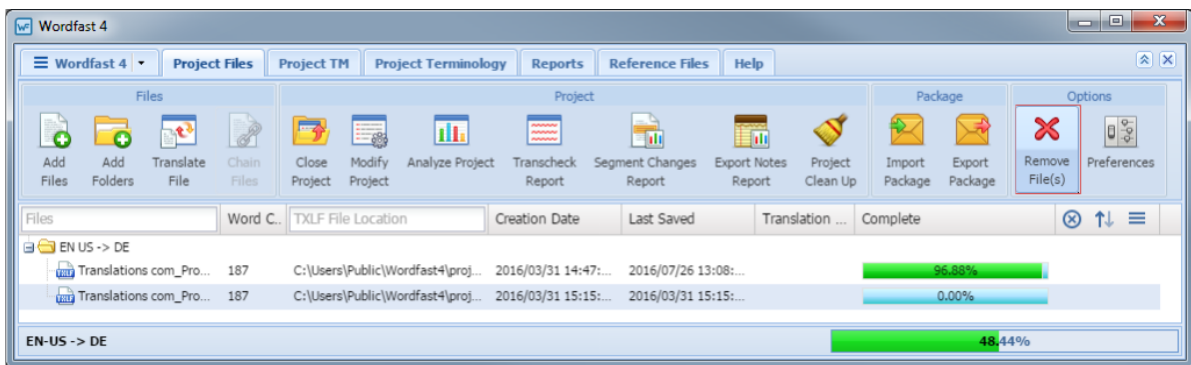 Wordfast 4
Wordfast 4 Project Files Project TM Project Terminology Reports Reference Files Help
Files Project Package Options
Add Files Add Folders Translate File Chain Files Close Project Modify Project Analyze Project Transcheck Report Segment Changes Report Export Notes Report Project Clean Up Import Package Export Package Remove File(s) Preferences
Files Word C... TXLF File Location Creation Date Last Saved Translation ... Complete
EN US -> DE
TXLF Translations com_Pro... 187 C:\Users\Public\Wordfast4\proj... 2016/03/31 14:47:... 2016/07/26 13:08:... 96.88%
TXLF Translations com_Pro... 187 C:\Users\Public\Wordfast4\proj... 2016/03/31 15:15:... 2016/03/31 15:15:... 0.00%
EN-US -> DE 48.44%